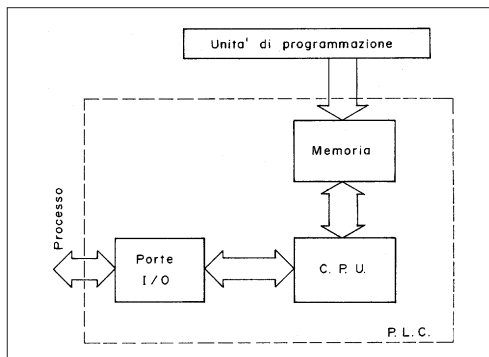 Unita' di programmazione
Memoria
Processo
Porte
I/O
C. P. U.
P. L. C.